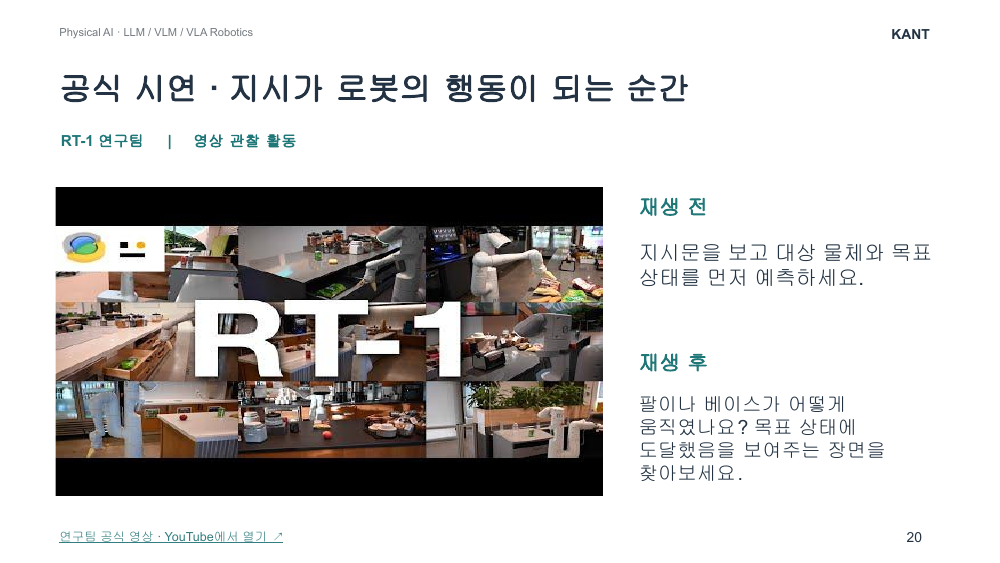 Physical AI · LLM / VLM / VLA Robotics
KANT
공식 시연 · 지시가 로봇의 행동이 되는 순간
RT-1 연구팀 | 영상 관찰 활동
RT-1
재생 전
지시문을 보고 대상 물체와 목표
상태를 먼저 예측하세요.
재생 후
팔이나 베이스가 어떻게
움직였나요? 목표 상태에
도달했음을 보여주는 장면을
찾아보세요.
연구팀 공식 영상 · YouTube에서 열기 ↗
20